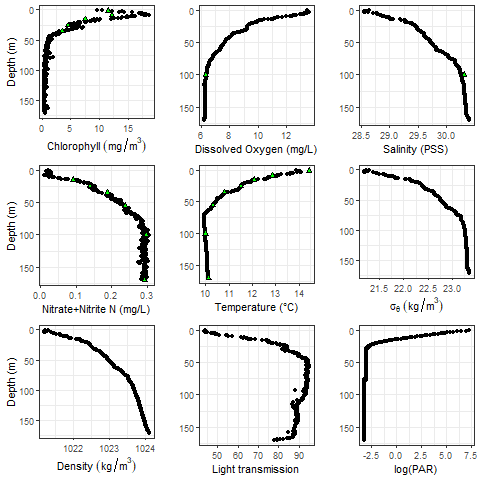 0
50
100
150
Depth (m)
0 5 10 15
Chlorophyll (mg/m³)
0
50
100
150
6 8 10 12
Dissolved Oxygen (mg/L)
0
50
100
150
28.5 29.0 29.5 30.0
Salinity (PSS)
0
50
100
150
Depth (m)
0.0 0.1 0.2 0.3
Nitrate+Nitrite N (mg/L)
0
50
100
150
10 11 12 13 14
Temperature (°C)
0
50
100
150
21.5 22.0 22.5 23.0
σθ (kg/m³)
0
50
100
150
Depth (m)
1022 1023 1024
Density (kg/m³)
0
50
100
150
50 60 70 80 90
Light transmission
0
50
100
150
-2.5 0.0 2.5 5.0 7.5
log(PAR)